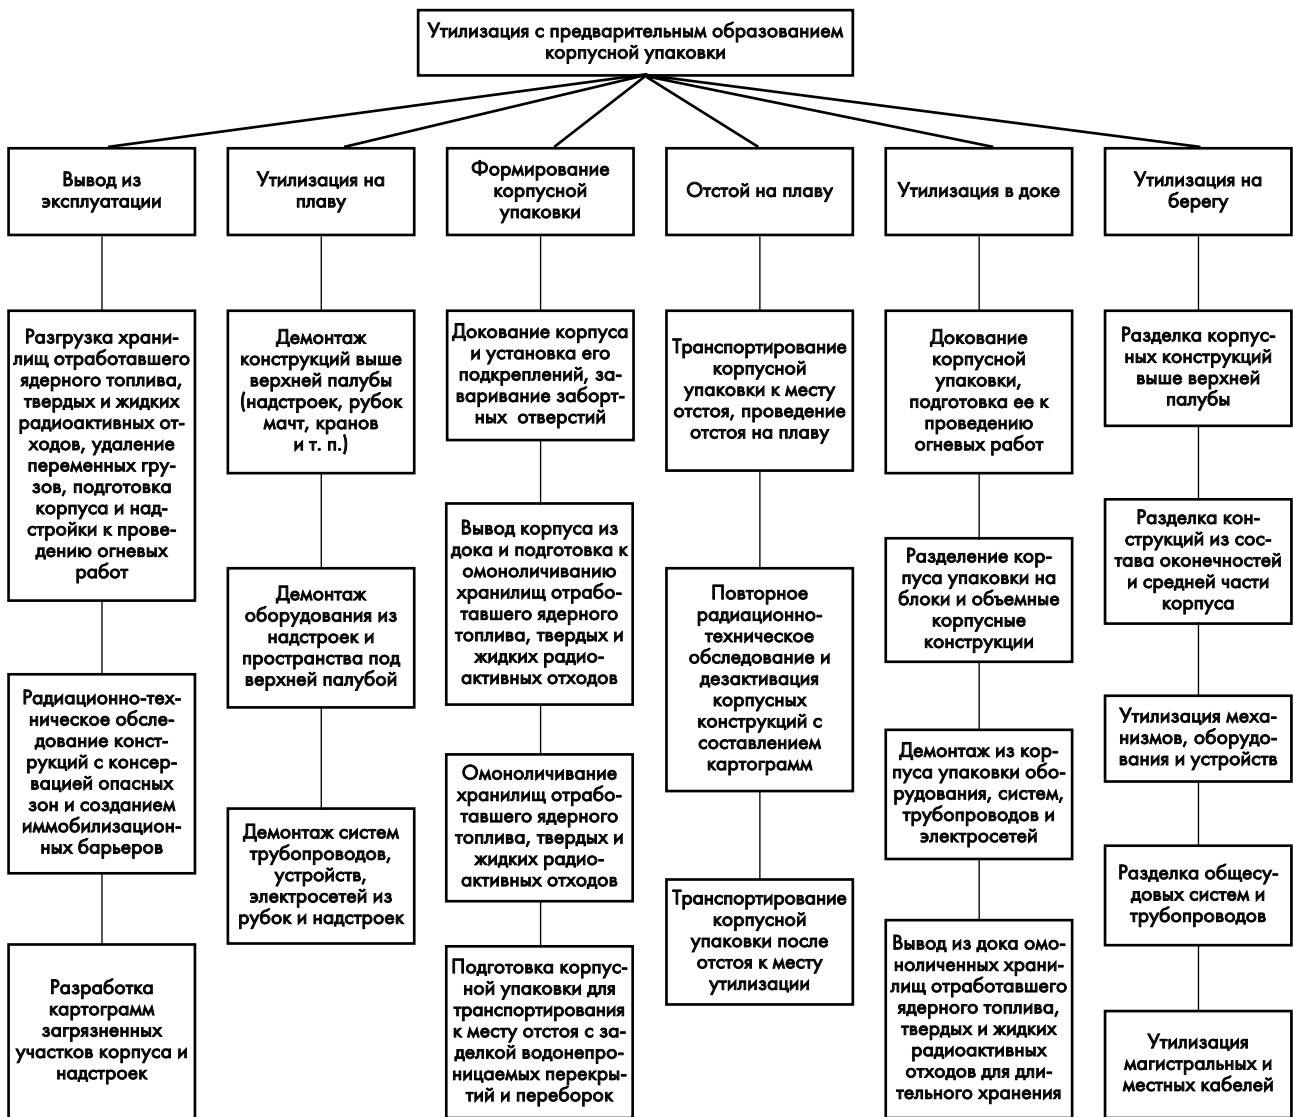 Утилизация с предварительным образованием
корпусной упаковки
Вывод из
эксплуатации
Утилизация на
плаву
Формирование
корпусной
упаковки
Отстой на плаву
Утилизация в доке
Утилизация на
берегу
Разгрузка храни-
лищ отработавшего
ядерного топлива,
твердых и жидких
радиоактивных от-
ходов, удаление
переменных гру-
зов, подготовка
корпуса и над-
стройки к прове-
дению огневых
работ
Радиационно-тех-
ническое обсле-
дование конст-
рукций с консер-
вацией опасных
зон и созданием
иммобилизацион-
ных барьеров
Разработка
картограмм
загрязненных
участков корпуса и
надстроек
Демонтаж
конструкций выше
верхней палубы
(надстроек, рубок
мачт, кранов
и т. п.)
Демонтаж
оборудования из
надстроек и
пространства под
верхней палубой
Демонтаж систем
трубопроводов,
устройств,
электросетей из
рубок и надстроек
Докование корпуса
и установка его
подкреплений, за-
варивание заборт-
ных отверстий
Вывод корпуса из
дока и подготовка к
омоноличиванию
хранилищ отрабо-
тавшего ядерного
топлива, твердых и
жидких радио-
активных отходов
Омоноличивание
хранилищ отрабо-
тавшего ядерного
топлива, твердых и
жидких радио-
активных отходов
Подготовка корпус-
ной упаковки для
транспортирования
к месту отстоя с за-
делкой водонепро-
ницаемых перекры-
тий и переборок
Транспортирование
корпусной
упаковки к месту
отстоя, проведение
отстоя на плаву
Повторное
радиационно-
техническое
обследование и
дезактивация
корпусных
конструкций с
составлением
картограмм
Транспортирование
корпусной
упаковки после
отстоя к месту
утилизации
Докование
корпусной
упаковки,
подготовка ее к
проведению
огневых работ
Разделение кор-
пуса упаковки на
блоки и объемные
корпусные
конструкции
Демонтаж из кор-
пуса упаковки обо-
рудования, систем,
трубопроводов и
электросетей
Вывод из дока омо-
ноличенных храни-
лищ отработавшего
ядерного топлива,
твердых и жидких
радиоактивных
отходов для дли-
тельного хранения
Разделка корпус-
ных конструкций
выше верхней
палубы
Разделка кон-
струкций из сос-
тава оконечностей
и средней части
корпуса
Утилизация меха-
низмов, оборудо-
вания и устройств
Разделка общесу-
довых систем и
трубопроводов
Утилизация
магистральных и
местных кабелей